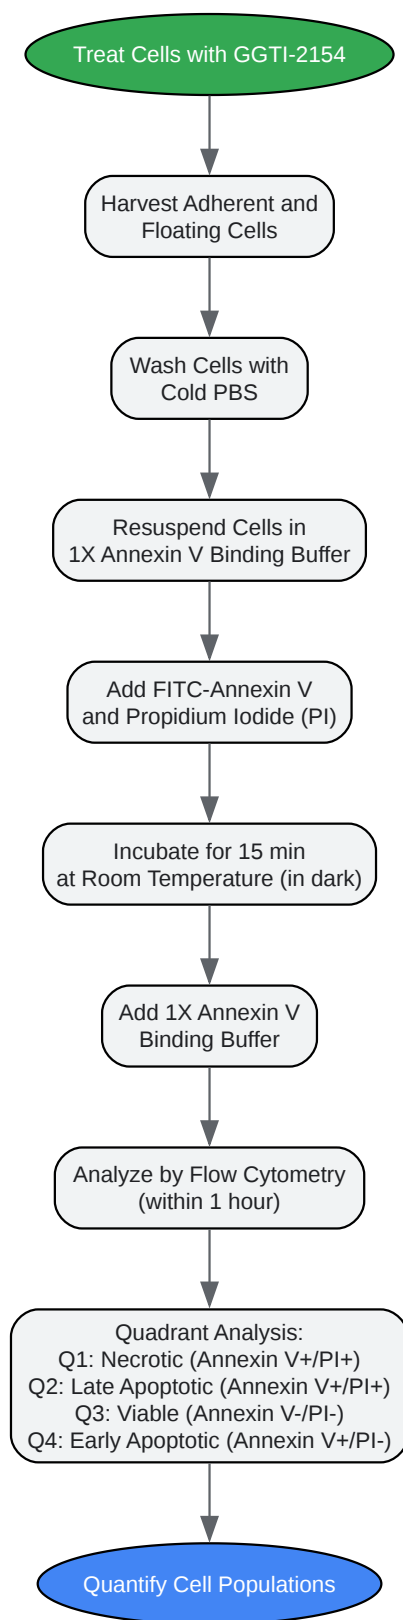 Treat Cells with GGTI-2154
Harvest Adherent and
Floating Cells
Wash Cells with
Cold PBS
Resuspend Cells in
1X Annexin V Binding Buffer
Add FITC-Annexin V
and Propidium Iodide (PI)
Incubate for 15 min
at Room Temperature (in dark)
Add 1X Annexin V
Binding Buffer
Analyze by Flow Cytometry
(within 1 hour)
Quadrant Analysis:
Q1: Necrotic (Annexin V+/PI+)
Q2: Late Apoptotic (Annexin V+/PI+)
Q3: Viable (Annexin V-/PI-)
Q4: Early Apoptotic (Annexin V+/PI-)
Quantify Cell Populations